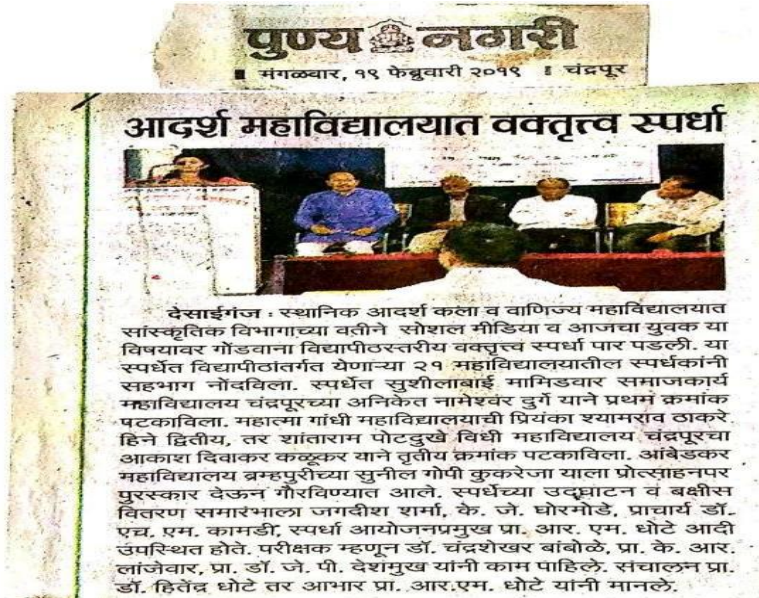 पुण्य नगरी
मंगळवार, १९ फेब्रुवारी २०१९ । चंद्रपूर
आदर्श महाविद्यालयात वक्तृत्त्व स्पर्धा
देसाईगंज : स्थानिक आदर्श कला व वाणिज्य महाविद्यालयात
सांस्कृतिक विभागाच्या वतीने सोशल मीडिया व आजचा युवक या
विषयावर गोंडवाना विद्यापीठस्तरीय वक्तृत्त्व स्पर्धा पार पडली. या
स्पर्धेत विद्यापीठांतर्गत येणाऱ्या २१ महाविद्यालयातील स्पर्धकांनी
सहभाग नोंदविला. स्पर्धेत सुशीलाबाई मामिडवार समाजकार्य
महाविद्यालय चंद्रपूरच्या अनिकेत नामेश्वर दुर्गे याने प्रथम क्रमांक
पटकाविला. महात्मा गांधी महाविद्यालयाची प्रियंका श्यामराव ठाकरे
हिने द्वितीय, तर शांताराम पोटदुखे विधी महाविद्यालय चंद्रपूरचा
आकाश दिवाकर कळूकर याने तृतीय क्रमांक पटकाविला. आंबेडकर
महाविद्यालय ब्रम्हपुरीच्या सुनील गोपी कुकरेजा याला प्रोत्साहनपर
पुरस्कार देऊन गौरविण्यात आले. स्पर्धेच्या उद्घाटन व बक्षीस
वितरण समारंभाला जगदीश शर्मा, के. जे. घोरमोडे, प्राचार्य डॉ.
एच. एम. कामडी, स्पर्धा आयोजनप्रमुख प्रा. आर. एम. धोटे आदी
उपस्थित होते. परीक्षक म्हणून डॉ. चंद्रशेखर बांबोळे, प्रा. के. आर.
लांजेवार, प्रा. डॉ. जे. पी. देशमुख यांनी काम पाहिले. संचालन प्रा.
डॉ. हितेंद्र धोटे तर आभार प्रा. आर.एम. धोटे यांनी मानले.